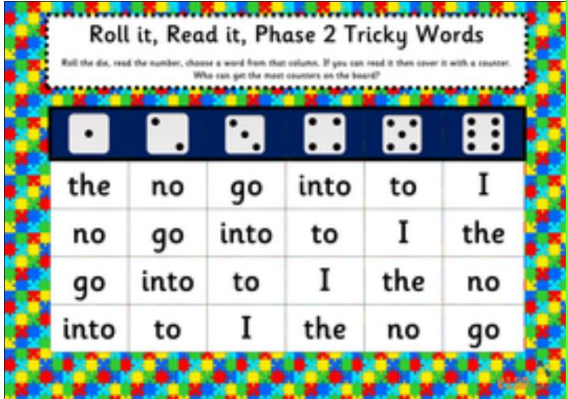 Roll it, Read it, Phase 2 Tricky Words
Roll the die, read the number, choose a word from that column. If you can read it then cover it with a counter.
Who can get the most counters on the board?
the no go into to I
no go into to I the
go into to I the no
into to I the no go